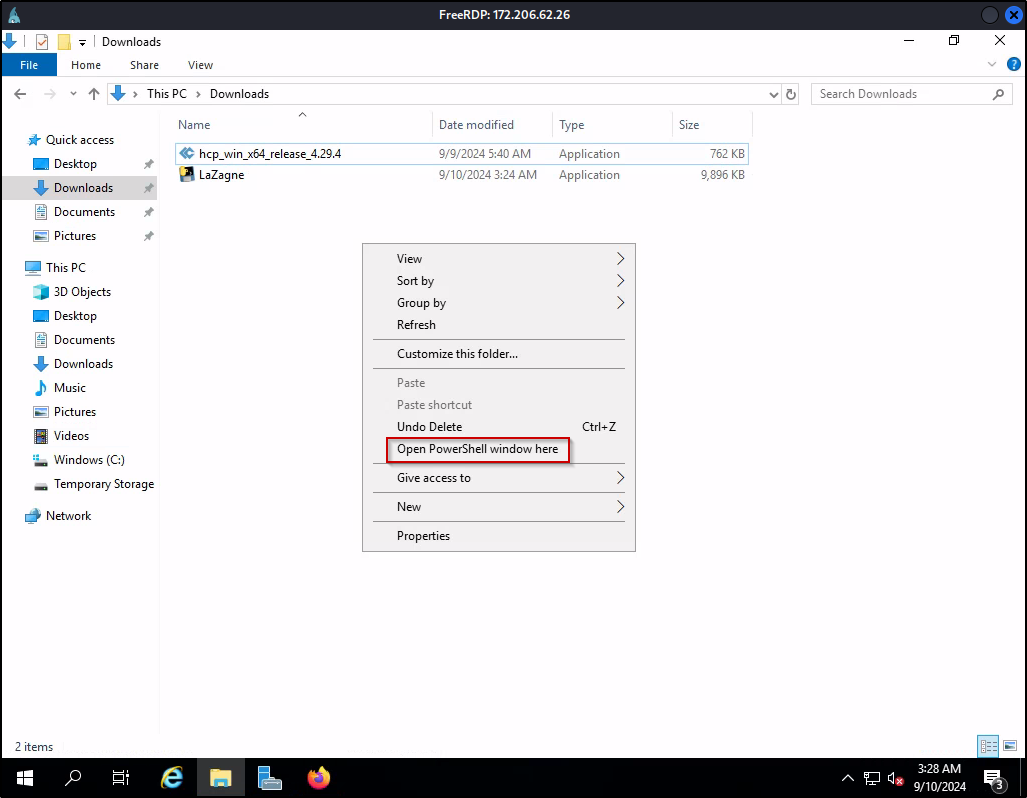 FreeRDP: 172.206.62.26
Downloads
File Home Share View
This PC Downloads
Search Downloads
Name Date modified Type Size
Quick access
Desktop
Downloads
Documents
Pictures
This PC
3D Objects
Desktop
Documents
Downloads
Music
Pictures
Videos
Windows (C:)
Temporary Storage
Network
hcp_win_x64_release_4.29.4 9/9/2024 5:40 AM Application 762 KB
LaZagne 9/10/2024 3:24 AM Application 9,896 KB
View
Sort by
Group by
Refresh
Customize this folder...
Paste
Paste shortcut
Undo Delete Ctrl+Z
Open PowerShell window here
Give access to
New
Properties
2 items
3:28 AM
9/10/2024
3